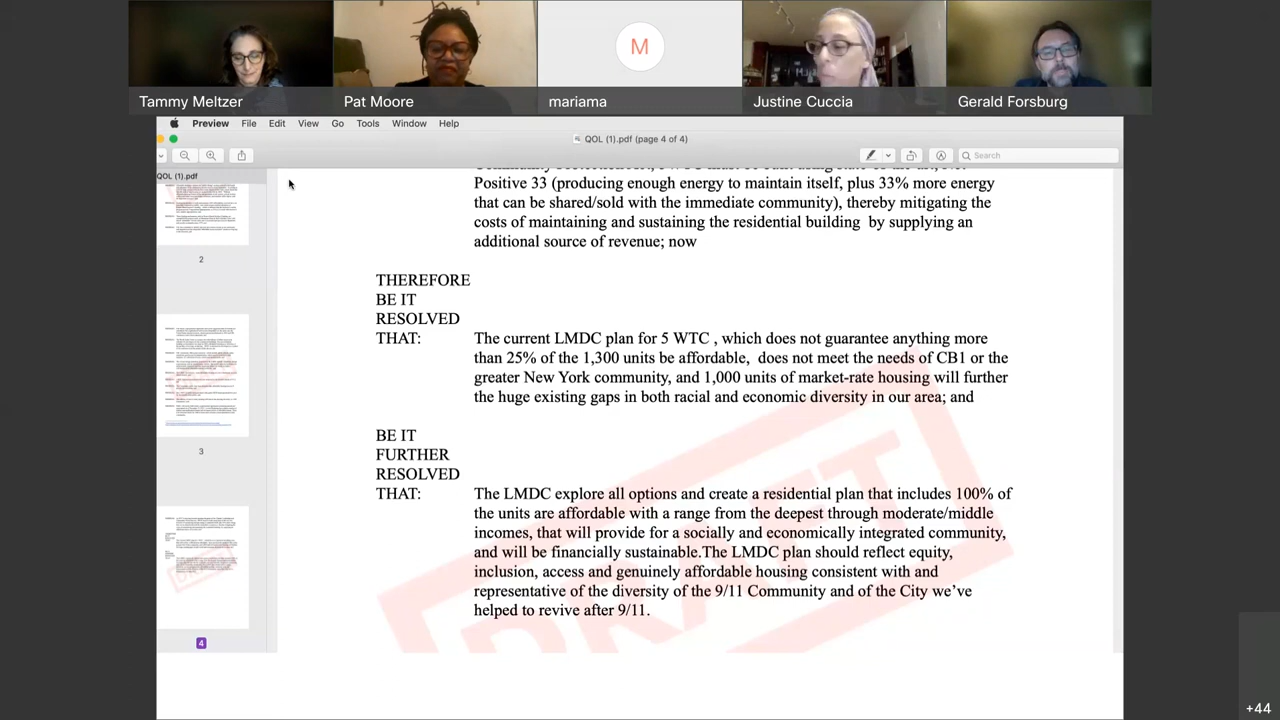 M
Tammy Meltzer
Pat Moore
mariama
Justine Cuccia
Gerald Forsburg
Preview File Edit View Go Tools Window Help
QOL (1).pdf (page 4 of 4)
Search
QOL (1).pdf
2
3
4
Positive 33 (producing enough energy to maintain itself, plus 33% more energy
that can be shared/sold with the immediate community), thereby mitigating the
costs of maintaining and sustaining the residential building by supplying an
additional source of revenue; now
THEREFORE
BE IT
RESOLVED
THAT: The current LMDC plan for 5 WTC , which does not guarantee anything more
than 25% of the 1,300 units be affordable, does not meet the needs of CB1 or the
greater New York community, and 1,000 units of market-rate housing will further
the huge existing gaps in both racial and economic diversity in our area; and
BE IT
FURTHER
RESOLVED
THAT: The LMDC explore all options and create a residential plan that includes 100% of
the units are affordable with a range from the deepest through moderate/middle
incomes, that will provide for a socially and economically integrated community,
and will be financially sustainable.The LMDC plan should reflect equity,
inclusion, access and genuinely affordable housing consistent with and
representative of the diversity of the 9/11 Community and of the City we've
helped to revive after 9/11.
DRAFT
+44